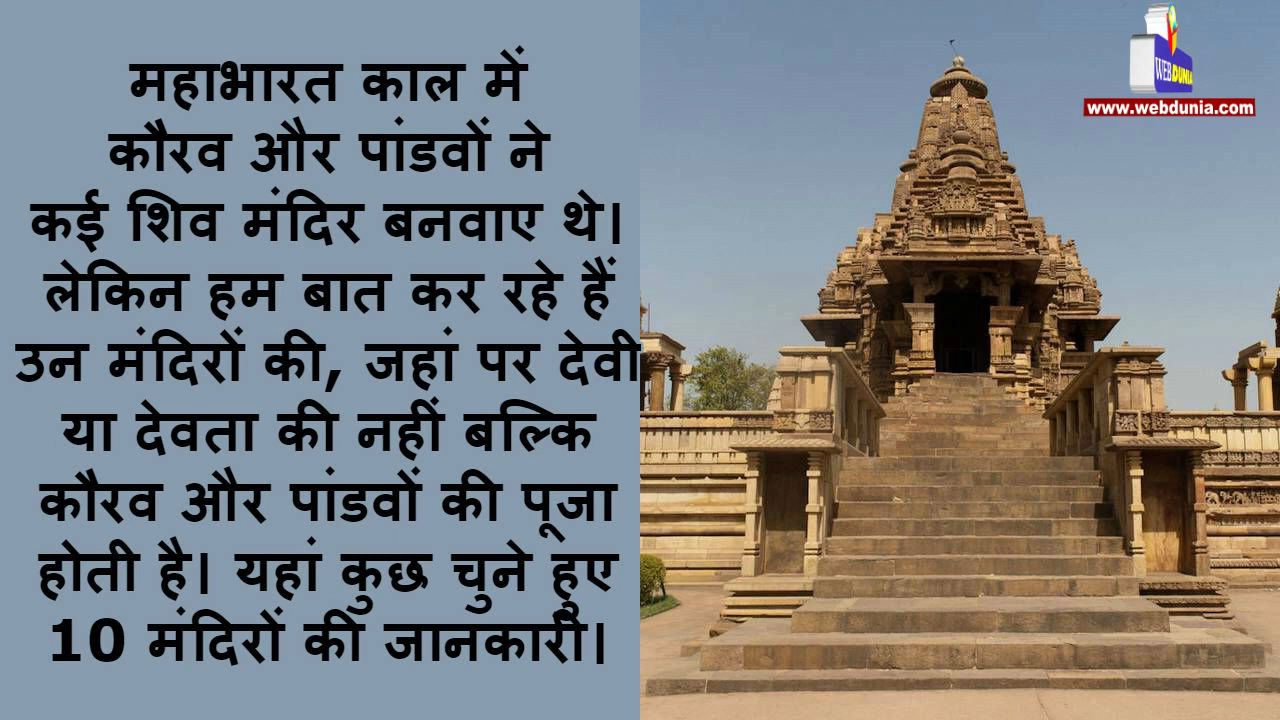 महाभारत काल में
कौरव और पांडवों ने
कई शिव मंदिर बनवाए थे।
लेकिन हम बात कर रहे हैं
उन मंदिरों की, जहां पर देवी
या देवता की नहीं बल्कि
कौरव और पांडवों की पूजा
होती है। यहां कुछ चुने हुए
10 मंदिरों की जानकारी।
WEBDUNIA
www.webdunia.com